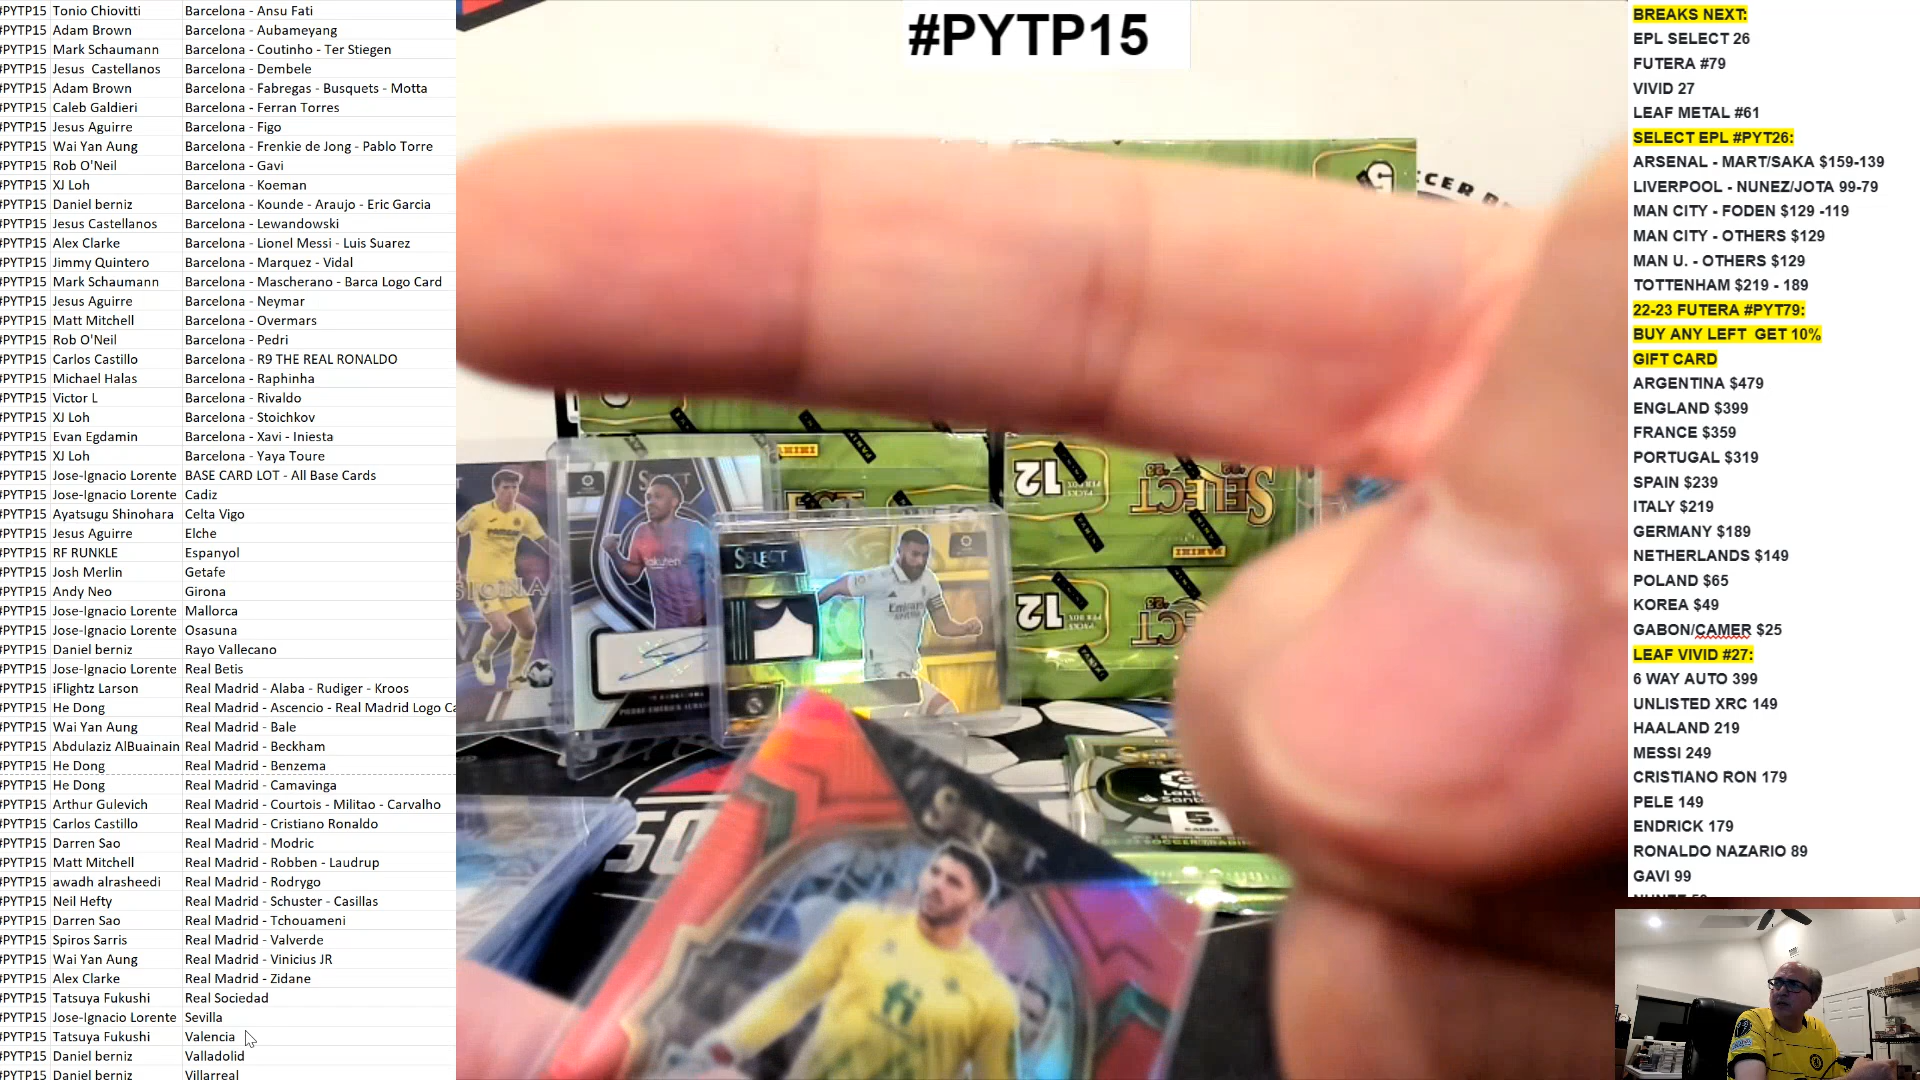 #PYTP15 Tonio Chiovitti Barcelona - Ansu Fati
#PYTP15 Adam Brown Barcelona - Aubameyang
#PYTP15 Mark Schaumann Barcelona - Coutinho - Ter Stiegen
#PYTP15 Jesus Castellanos Barcelona - Dembele
#PYTP15 Adam Brown Barcelona - Fabregas - Busquets - Motta
#PYTP15 Caleb Galdieri Barcelona - Ferran Torres
#PYTP15 Jesus Aguirre Barcelona - Figo
#PYTP15 Wai Yan Aung Barcelona - Frenkie de Jong - Pablo Torre
#PYTP15 Rob O'Neil Barcelona - Gavi
#PYTP15 XJ Loh Barcelona - Koeman
#PYTP15 Daniel berniz Barcelona - Kounde - Araujo - Eric Garcia
#PYTP15 Jesus Castellanos Barcelona - Lewandowski
#PYTP15 Alex Clarke Barcelona - Lionel Messi - Luis Suarez
#PYTP15 Jimmy Quintero Barcelona - Marquez - Vidal
#PYTP15 Mark Schaumann Barcelona - Mascherano - Barca Logo Card
#PYTP15 Jesus Aguirre Barcelona - Neymar
#PYTP15 Matt Mitchell Barcelona - Overmars
#PYTP15 Rob O'Neil Barcelona - Pedri
#PYTP15 Carlos Castillo Barcelona - R9 THE REAL RONALDO
#PYTP15 Michael Halas Barcelona - Raphinha
#PYTP15 Victor L Barcelona - Rivaldo
#PYTP15 XJ Loh Barcelona - Stoichkov
#PYTP15 Evan Egdamin Barcelona - Xavi - Iniesta
#PYTP15 XJ Loh Barcelona - Yaya Toure
#PYTP15 Jose-Ignacio Lorente BASE CARD LOT - All Base Cards
#PYTP15 Jose-Ignacio Lorente Cadiz
#PYTP15 Ayatsugu Shinohara Celta Vigo
#PYTP15 Jesus Aguirre Elche
#PYTP15 RF RUNKLE Espanyol
#PYTP15 Josh Merlin Getafe
#PYTP15 Andy Neo Girona
#PYTP15 Jose-Ignacio Lorente Mallorca
#PYTP15 Jose-Ignacio Lorente Osasuna
#PYTP15 Daniel berniz Rayo Vallecano
#PYTP15 Jose-Ignacio Lorente Real Betis
#PYTP15 iFlightz Larson Real Madrid - Alaba - Rudiger - Kroos
#PYTP15 He Dong Real Madrid - Ascencio - Real Madrid Logo Ca
#PYTP15 Wai Yan Aung Real Madrid - Bale
#PYTP15 Abdulaziz AlBuainain Real Madrid - Beckham
#PYTP15 He Dong Real Madrid - Benzema
#PYTP15 He Dong Real Madrid - Camavinga
#PYTP15 Arthur Gulevich Real Madrid - Courtois - Militao - Carvalho
#PYTP15 Carlos Castillo Real Madrid - Cristiano Ronaldo
#PYTP15 Darren Sao Real Madrid - Modric
#PYTP15 Matt Mitchell Real Madrid - Robben - Laudrup
#PYTP15 awadh alrasheedi Real Madrid - Rodrygo
#PYTP15 Neil Hefty Real Madrid - Schuster - Casillas
#PYTP15 Darren Sao Real Madrid - Tchouameni
#PYTP15 Spiros Sarris Real Madrid - Valverde
#PYTP15 Wai Yan Aung Real Madrid - Vinicius JR
#PYTP15 Alex Clarke Real Madrid - Zidane
#PYTP15 Tatsuya Fukushi Real Sociedad
#PYTP15 Jose-Ignacio Lorente Sevilla
#PYTP15 Tatsuya Fukushi Valencia
#PYTP15 Daniel berniz Valladolid
#PYTP15 Daniel berniz Villarreal
#PYTP15
12
SELECT
PANINI
12
SELECT
5
BREAKS NEXT:
EPL SELECT 26
FUTERA #79
VIVID 27
LEAF METAL #61
SELECT EPL #PYT26:
ARSENAL - MART/SAKA $159-139
LIVERPOOL - NUNEZ/JOTA 99-79
MAN CITY - FODEN $129 -119
MAN CITY - OTHERS $129
MAN U. - OTHERS $129
TOTTENHAM $219 - 189
22-23 FUTERA #PYT79:
BUY ANY LEFT GET 10%
GIFT CARD
ARGENTINA $479
ENGLAND $399
FRANCE $359
PORTUGAL $319
SPAIN $239
ITALY $219
GERMANY $189
NETHERLANDS $149
POLAND $65
KOREA $49
GABON/CAMER $25
LEAF VIVID #27:
6 WAY AUTO 399
UNLISTED XRC 149
HAALAND 219
MESSI 249
CRISTIANO RON 179
PELE 149
ENDRICK 179
RONALDO NAZARIO 89
GAVI 99